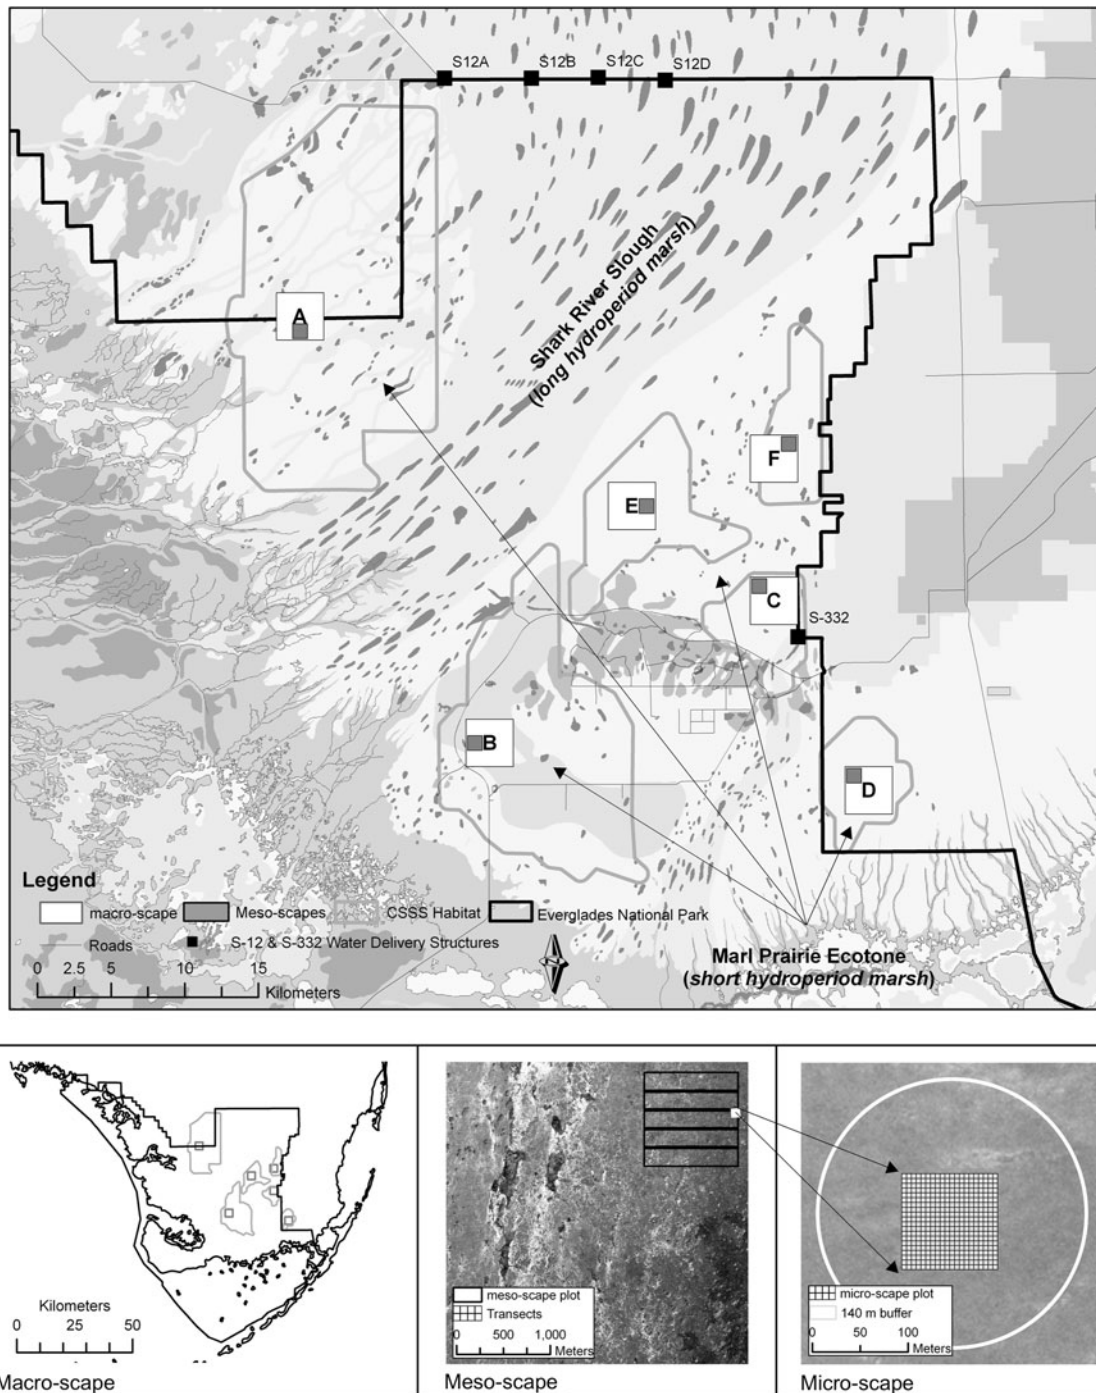 S12A
S12B
S12C
S12D
Shark River Slough
(long hydroperiod marsh)
A
F
E
C
S-332
B
D
Legend
macro-scape
Meso-scapes
CSSS Habitat
Everglades National Park
Roads
S-12 & S-332 Water Delivery Structures
0 2.5 5 10 15
Kilometers
Marl Prairie Ecotone
(short hydroperiod marsh)
Kilometers
0 25 50
Macro-scape
meso-scape plot
Transects
0 500 1,000
Meters
Meso-scape
micro-scape plot
140 m buffer
0 50 100
Meters
Micro-scape